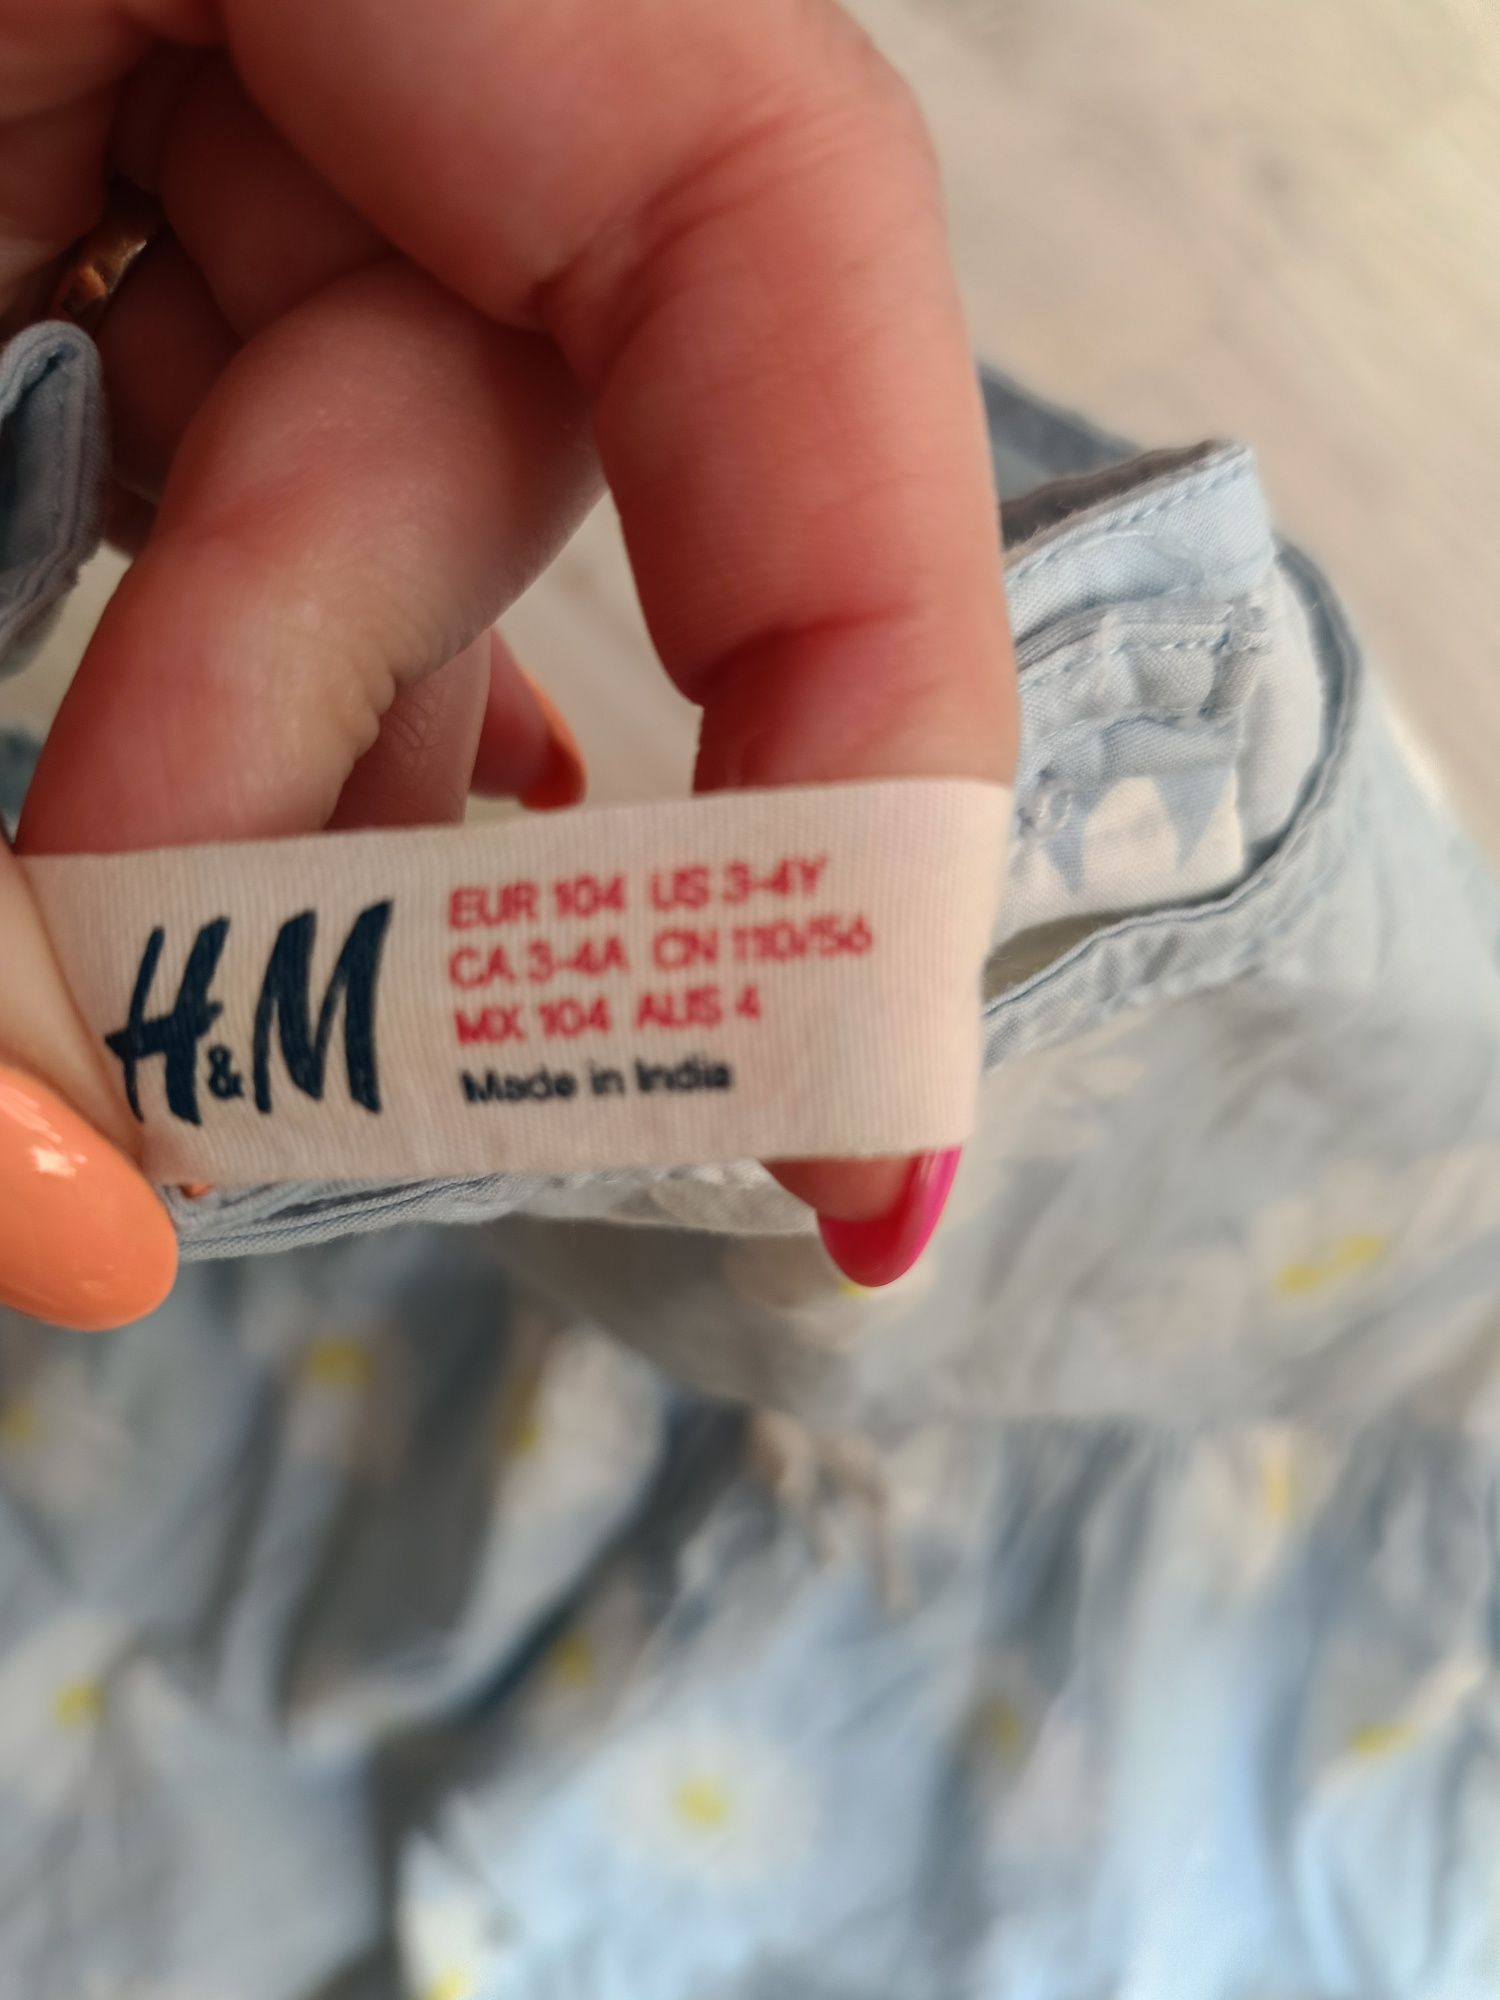 H&M
EUR 104 US 3-4Y
CA 3-4A CN 110/56
MX 104 AUS 4
Made in India